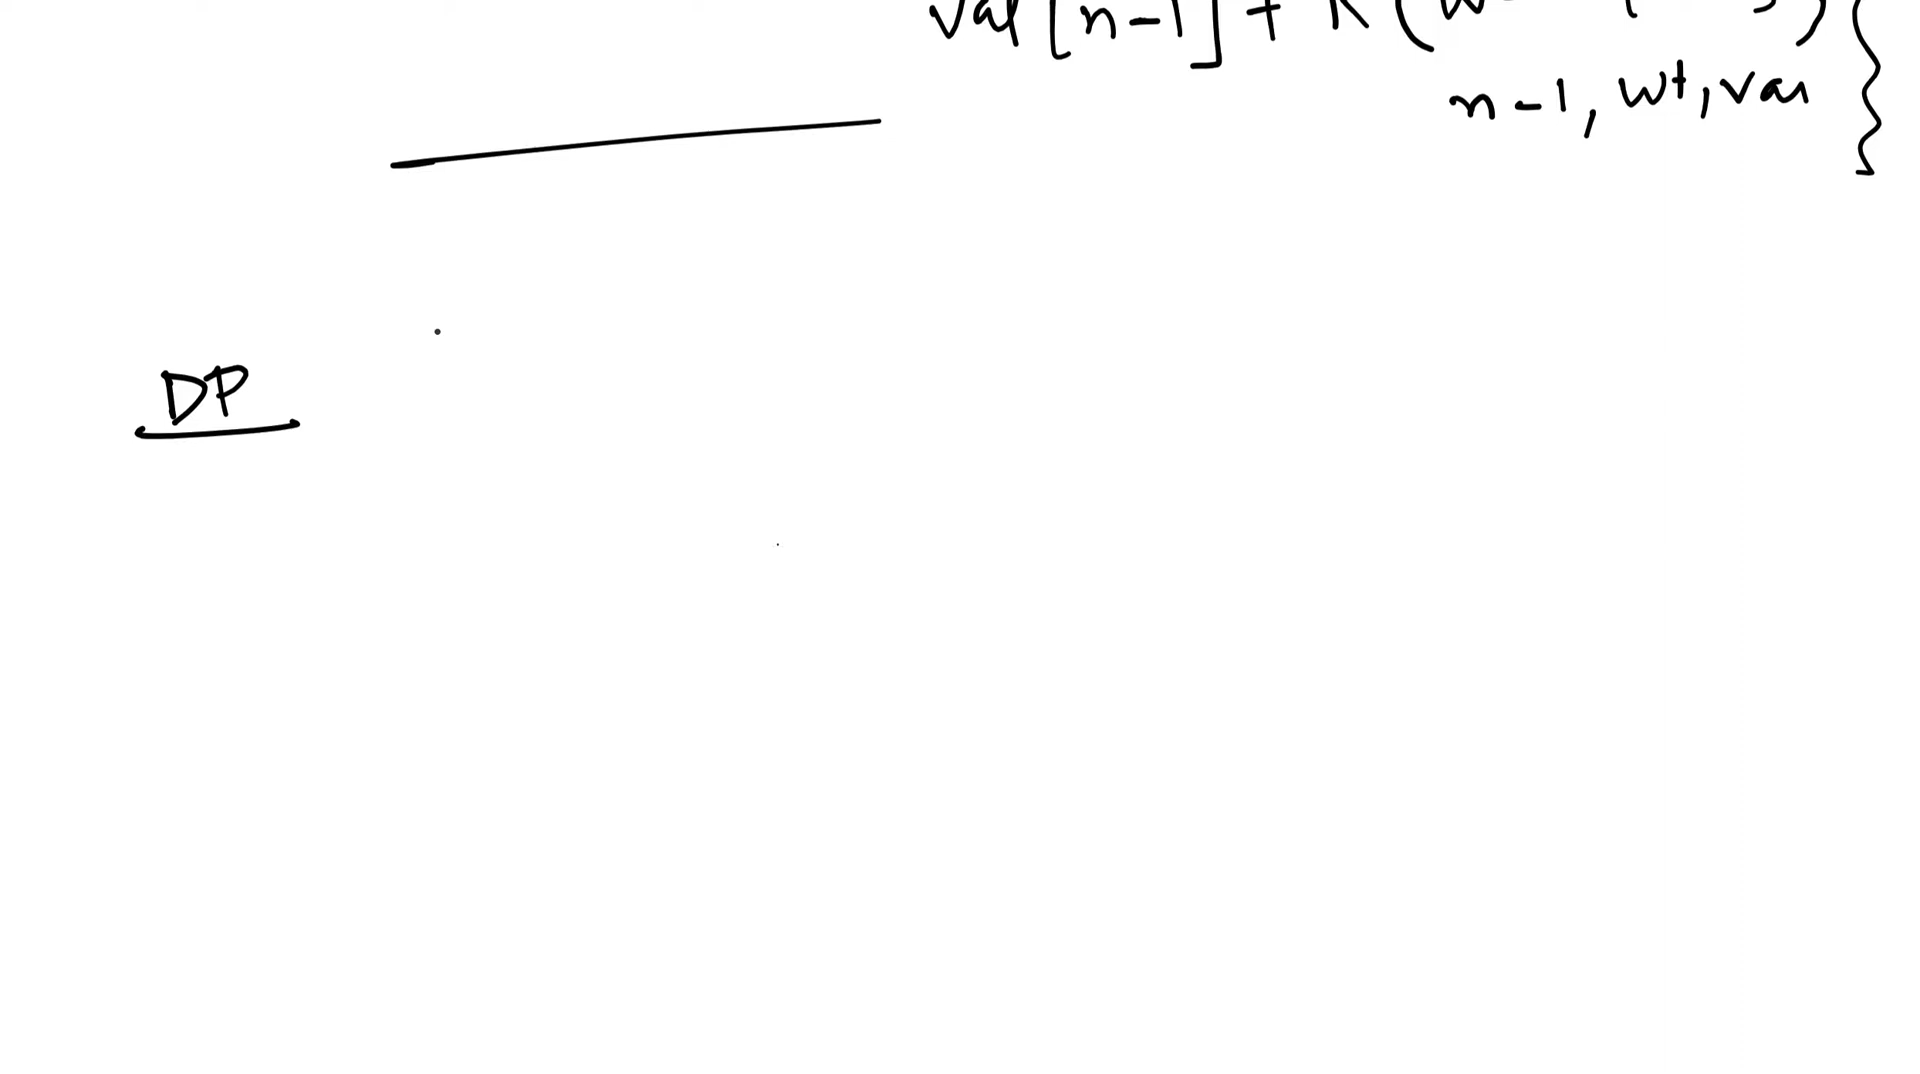 val[n-1] + K(w
n-1, wt, val
DP